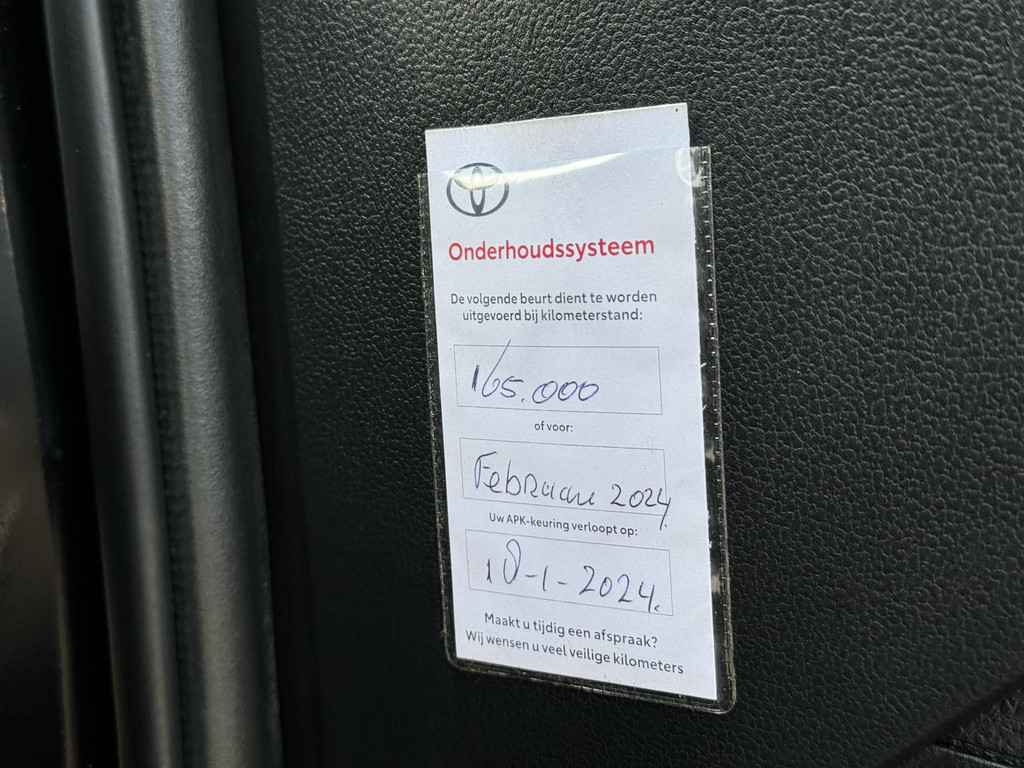 Onderhoudssysteem
De volgende beurt dient te worden
uitgevoerd bij kilometerstand:
165.000
of voor:
Februari 2024.
Uw APK-keuring verloopt op:
18-1-2024.
Maakt u tijdig een afspraak?
Wij wensen u veel veilige kilometers